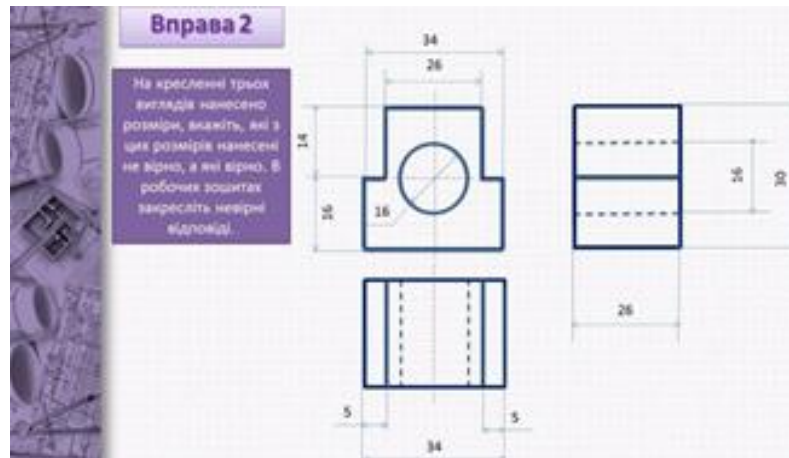 Вправа 2
На кресленні трьох
виглядів нанесено
розміри, вкажіть, які з
цих розмірів нанесені
не вірно, а які вірно. В
робочих зошитах
закресліть невірні
відповіді.
34
26
14
16
16
16
30
26
5
5
34